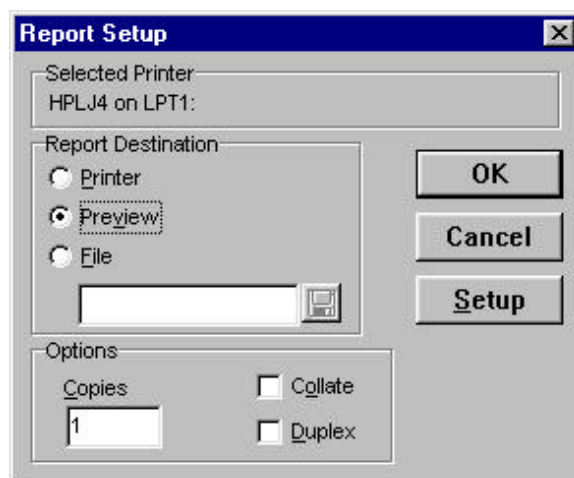 Report Setup
Selected Printer
HPLJ4 on LPT1:
Report Destination
Printer
Preview
File
OK
Cancel
Setup
Options
Copies
1
Collate
Duplex